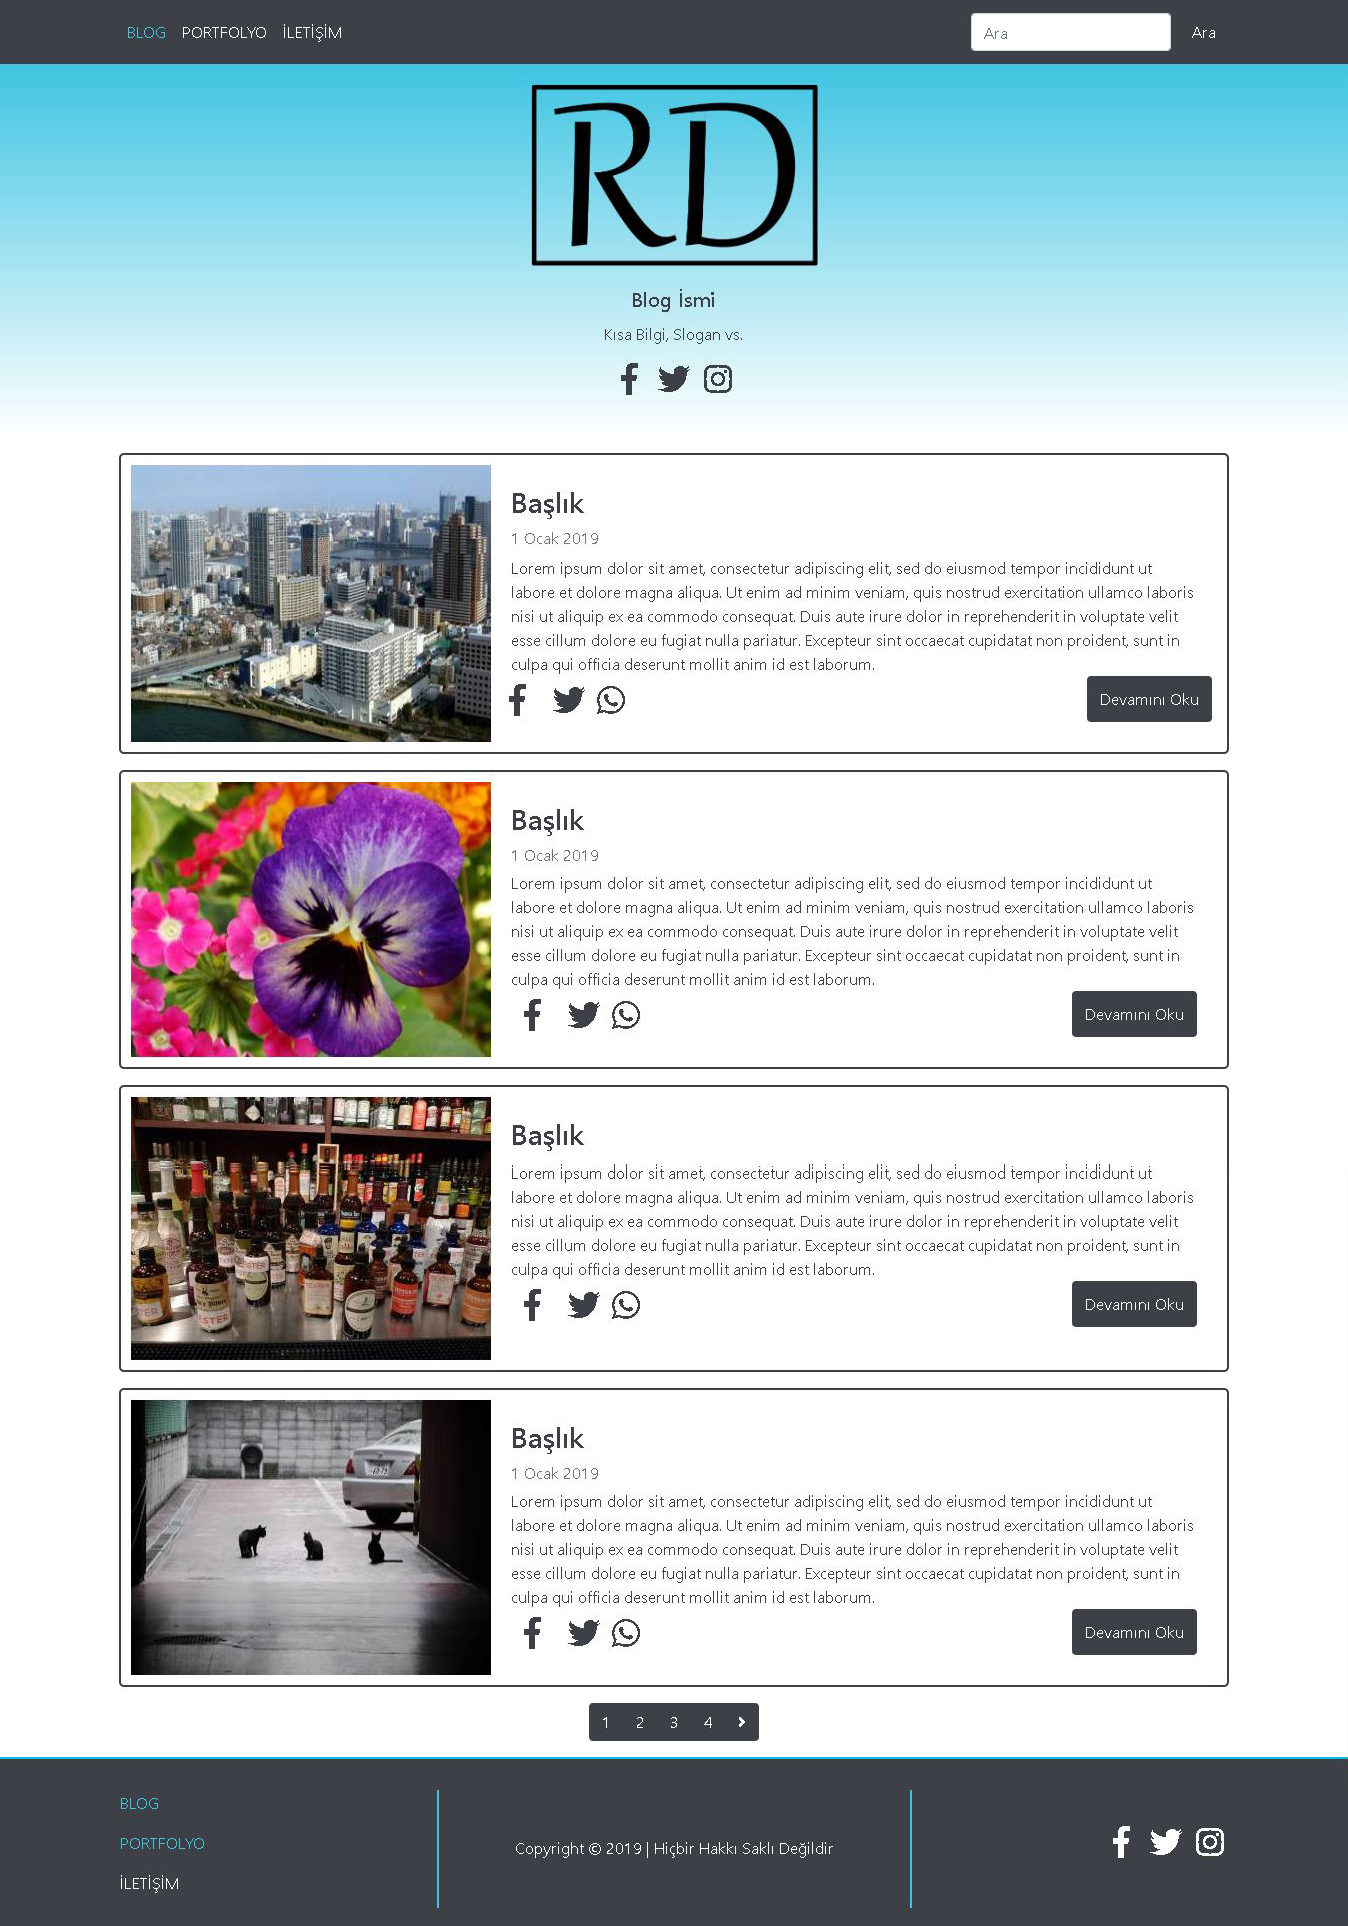 BLOG PORTFOLYO İLETİŞİM Ara Ara
RD
Blog İsmi
Kısa Bilgi, Slogan vs.
Başlık
1 Ocak 2019
Lorem ipsum dolor sit amet, consectetur adipiscing elit, sed do eiusmod tempor incididunt ut
labore et dolore magna aliqua. Ut enim ad minim veniam, quis nostrud exercitation ullamco laboris
nisi ut aliquip ex ea commodo consequat. Duis aute irure dolor in reprehenderit in voluptate velit
esse cillum dolore eu fugiat nulla pariatur. Excepteur sint occaecat cupidatat non proident, sunt in
culpa qui officia deserunt mollit anim id est laborum.
Devamını Oku
Başlık
1 Ocak 2019
Lorem ipsum dolor sit amet, consectetur adipiscing elit, sed do eiusmod tempor incididunt ut
labore et dolore magna aliqua. Ut enim ad minim veniam, quis nostrud exercitation ullamco laboris
nisi ut aliquip ex ea commodo consequat. Duis aute irure dolor in reprehenderit in voluptate velit
esse cillum dolore eu fugiat nulla pariatur. Excepteur sint occaecat cupidatat non proident, sunt in
culpa qui officia deserunt mollit anim id est laborum.
Devamını Oku
Başlık
Lorem ipsum dolor sit amet, consectetur adipiscing elit, sed do eiusmod tempor incididunt ut
labore et dolore magna aliqua. Ut enim ad minim veniam, quis nostrud exercitation ullamco laboris
nisi ut aliquip ex ea commodo consequat. Duis aute irure dolor in reprehenderit in voluptate velit
esse cillum dolore eu fugiat nulla pariatur. Excepteur sint occaecat cupidatat non proident, sunt in
culpa qui officia deserunt mollit anim id est laborum.
Devamını Oku
Başlık
1 Ocak 2019
Lorem ipsum dolor sit amet, consectetur adipiscing elit, sed do eiusmod tempor incididunt ut
labore et dolore magna aliqua. Ut enim ad minim veniam, quis nostrud exercitation ullamco laboris
nisi ut aliquip ex ea commodo consequat. Duis aute irure dolor in reprehenderit in voluptate velit
esse cillum dolore eu fugiat nulla pariatur. Excepteur sint occaecat cupidatat non proident, sunt in
culpa qui officia deserunt mollit anim id est laborum.
Devamını Oku
1 2 3 4
BLOG
PORTFOLYO
İLETİŞİM
Copyright © 2019 | Hiçbir Hakkı Saklı Değildir